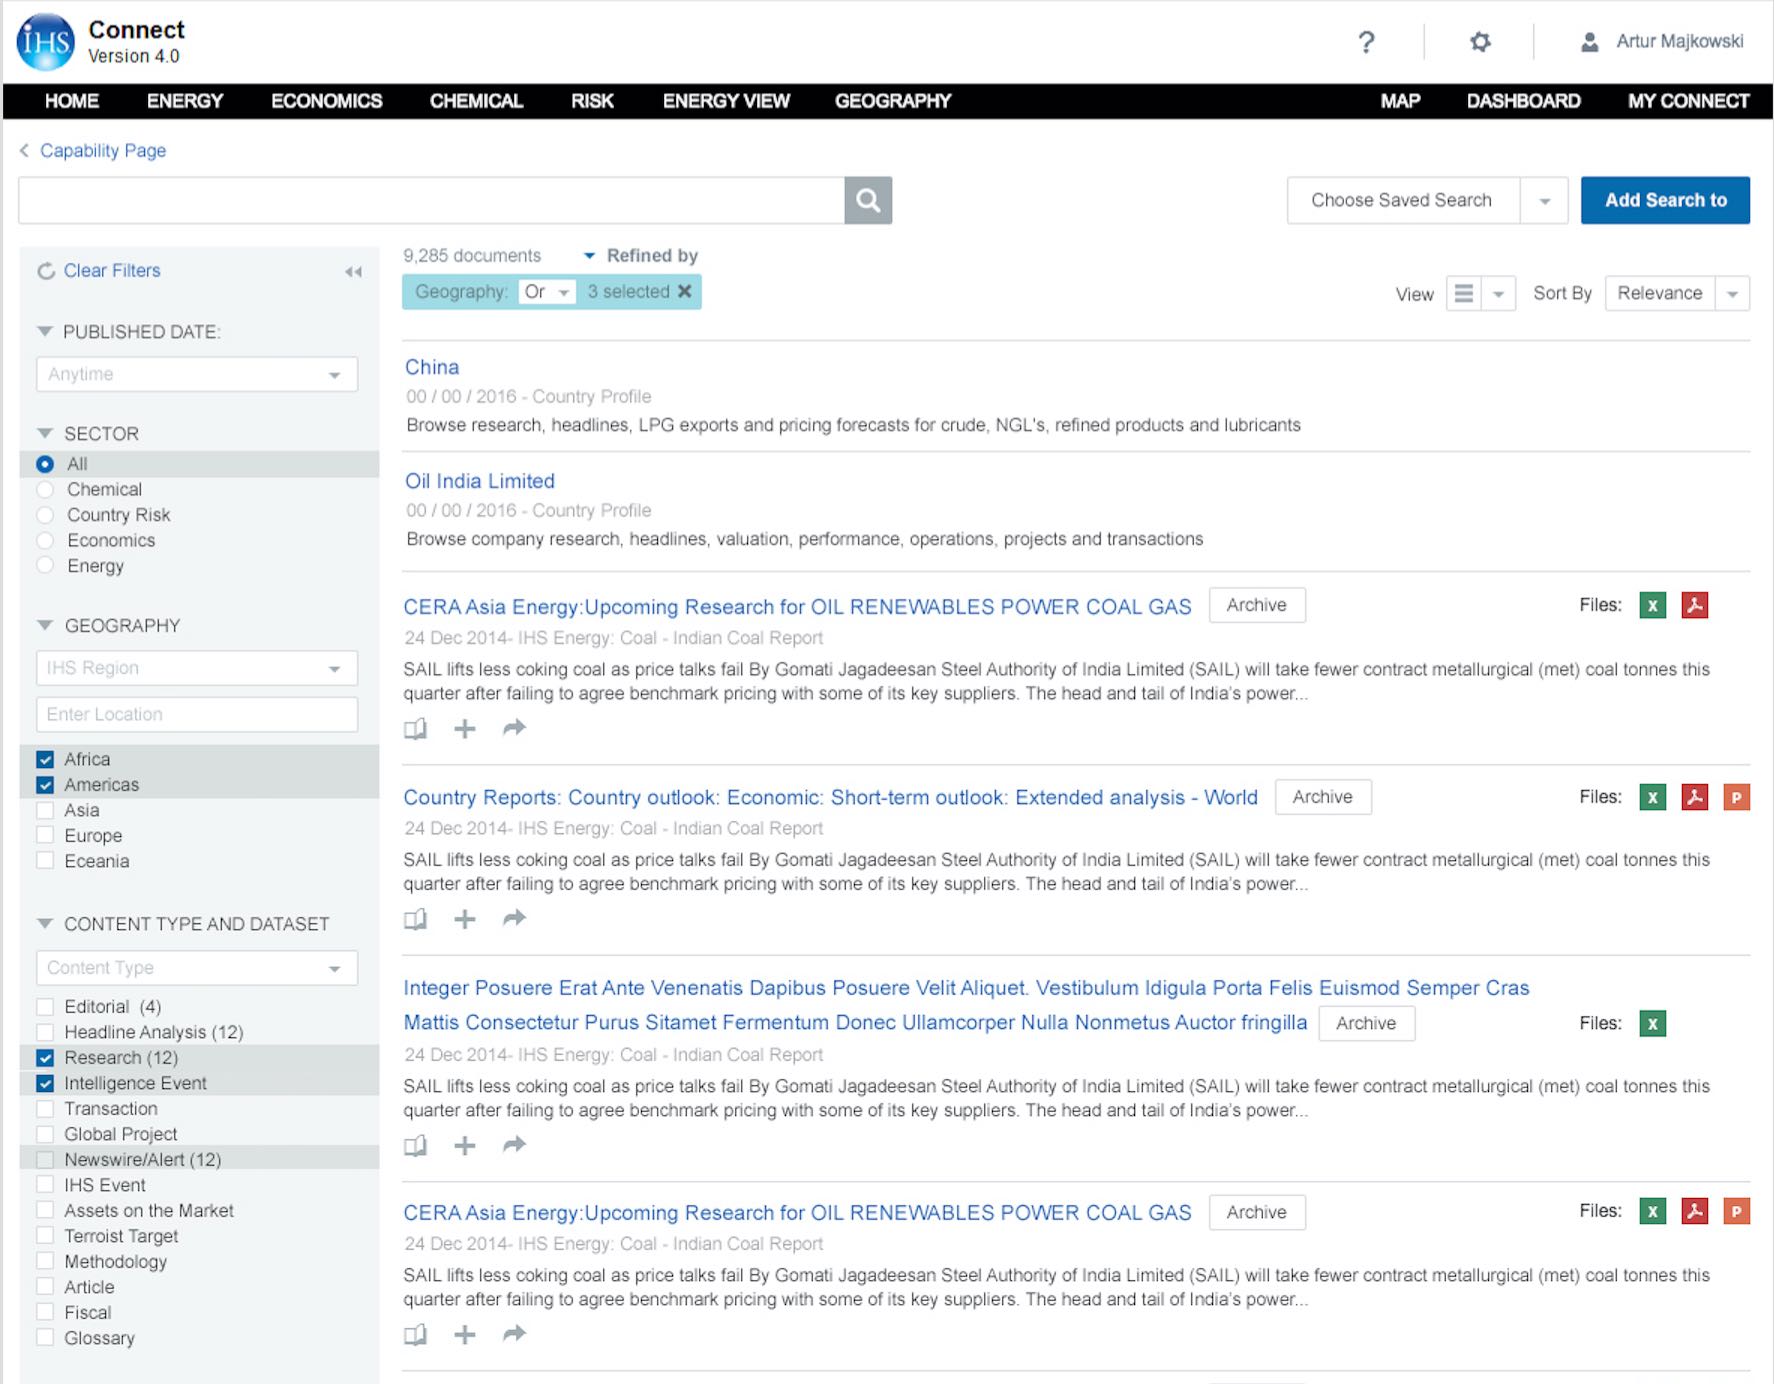 IHS
Connect
Version 4.0
?
Artur Majkowski
HOME ENERGY ECONOMICS CHEMICAL RISK ENERGY VIEW GEOGRAPHY MAP DASHBOARD MY CONNECT
Capability Page
Choose Saved Search
Add Search to
Clear Filters
PUBLISHED DATE:
Anytime
SECTOR
All
Chemical
Country Risk
Economics
Energy
GEOGRAPHY
IHS Region
Enter Location
Africa
Americas
Asia
Europe
Eceania
CONTENT TYPE AND DATASET
Content Type
Editorial (4)
Headline Analysis (12)
Research (12)
Intelligence Event
Transaction
Global Project
Newswire/Alert (12)
IHS Event
Assets on the Market
Terroist Target
Methodology
Article
Fiscal
Glossary
9,285 documents Refined by
Geography: Or 3 selected
View Sort By Relevance
China
00 / 00 / 2016 - Country Profile
Browse research, headlines, LPG exports and pricing forecasts for crude, NGL's, refined products and lubricants
Oil India Limited
00 / 00 / 2016 - Country Profile
Browse company research, headlines, valuation, performance, operations, projects and transactions
CERA Asia Energy:Upcoming Research for OIL RENEWABLES POWER COAL GAS Archive Files: X
24 Dec 2014- IHS Energy: Coal - Indian Coal Report
SAIL lifts less coking coal as price talks fail By Gomati Jagadeesan Steel Authority of India Limited (SAIL) will take fewer contract metallurgical (met) coal tonnes this
quarter after failing to agree benchmark pricing with some of its key suppliers. The head and tail of India's power...
Country Reports: Country outlook: Economic: Short-term outlook: Extended analysis - World Archive Files: X P
24 Dec 2014- IHS Energy: Coal - Indian Coal Report
SAIL lifts less coking coal as price talks fail By Gomati Jagadeesan Steel Authority of India Limited (SAIL) will take fewer contract metallurgical (met) coal tonnes this
quarter after failing to agree benchmark pricing with some of its key suppliers. The head and tail of India's power...
Integer Posuere Erat Ante Venenatis Dapibus Posuere Velit Aliquet. Vestibulum Idigula Porta Felis Euismod Semper Cras
Mattis Consectetur Purus Sitamet Fermentum Donec Ullamcorper Nulla Nonmetus Auctor fringilla Archive Files: X
24 Dec 2014- IHS Energy: Coal - Indian Coal Report
SAIL lifts less coking coal as price talks fail By Gomati Jagadeesan Steel Authority of India Limited (SAIL) will take fewer contract metallurgical (met) coal tonnes this
quarter after failing to agree benchmark pricing with some of its key suppliers. The head and tail of India's power...
CERA Asia Energy:Upcoming Research for OIL RENEWABLES POWER COAL GAS Archive Files: X P
24 Dec 2014- IHS Energy: Coal - Indian Coal Report
SAIL lifts less coking coal as price talks fail By Gomati Jagadeesan Steel Authority of India Limited (SAIL) will take fewer contract metallurgical (met) coal tonnes this
quarter after failing to agree benchmark pricing with some of its key suppliers. The head and tail of India's power...